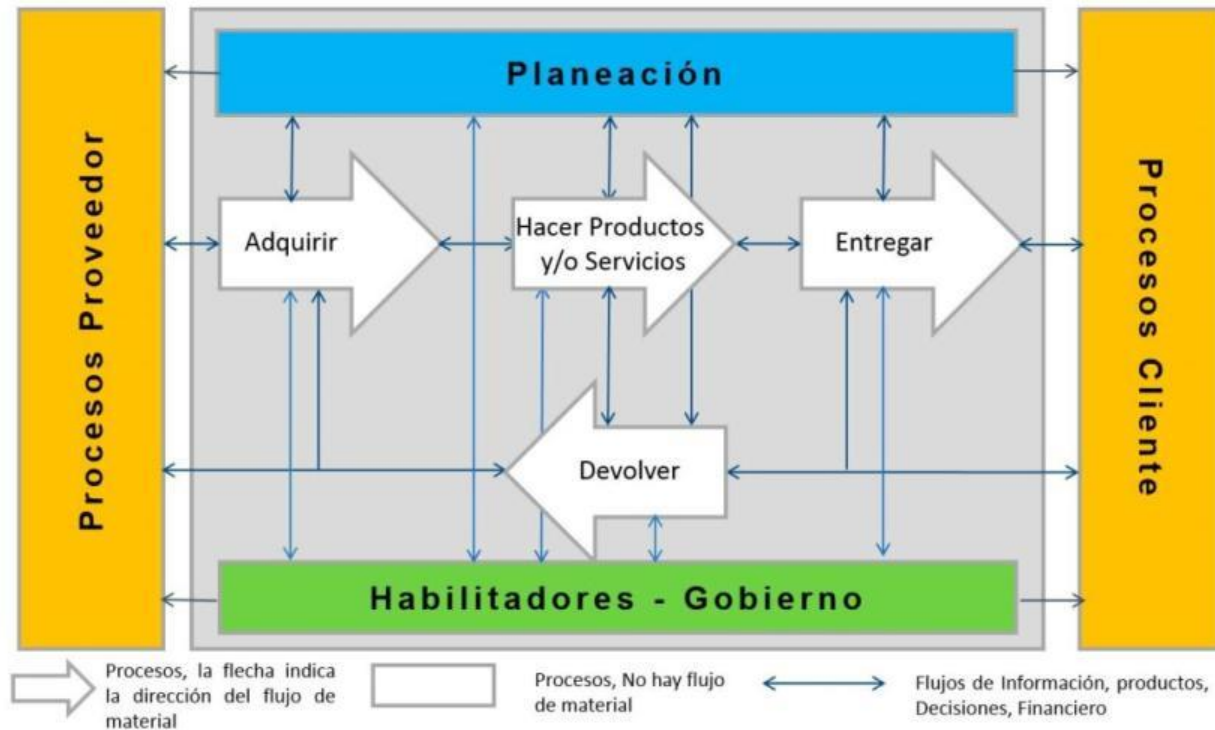 Planeación
Procesos Proveedor
Procesos Cliente
Adquirir
Hacer Productos
y/o Servicios
Entregar
Devolver
Habilitadores - Gobierno
Procesos, la flecha indica
la dirección del flujo de
material
Procesos, No hay flujo
de material
Flujos de Información, productos,
Decisiones, Financiero